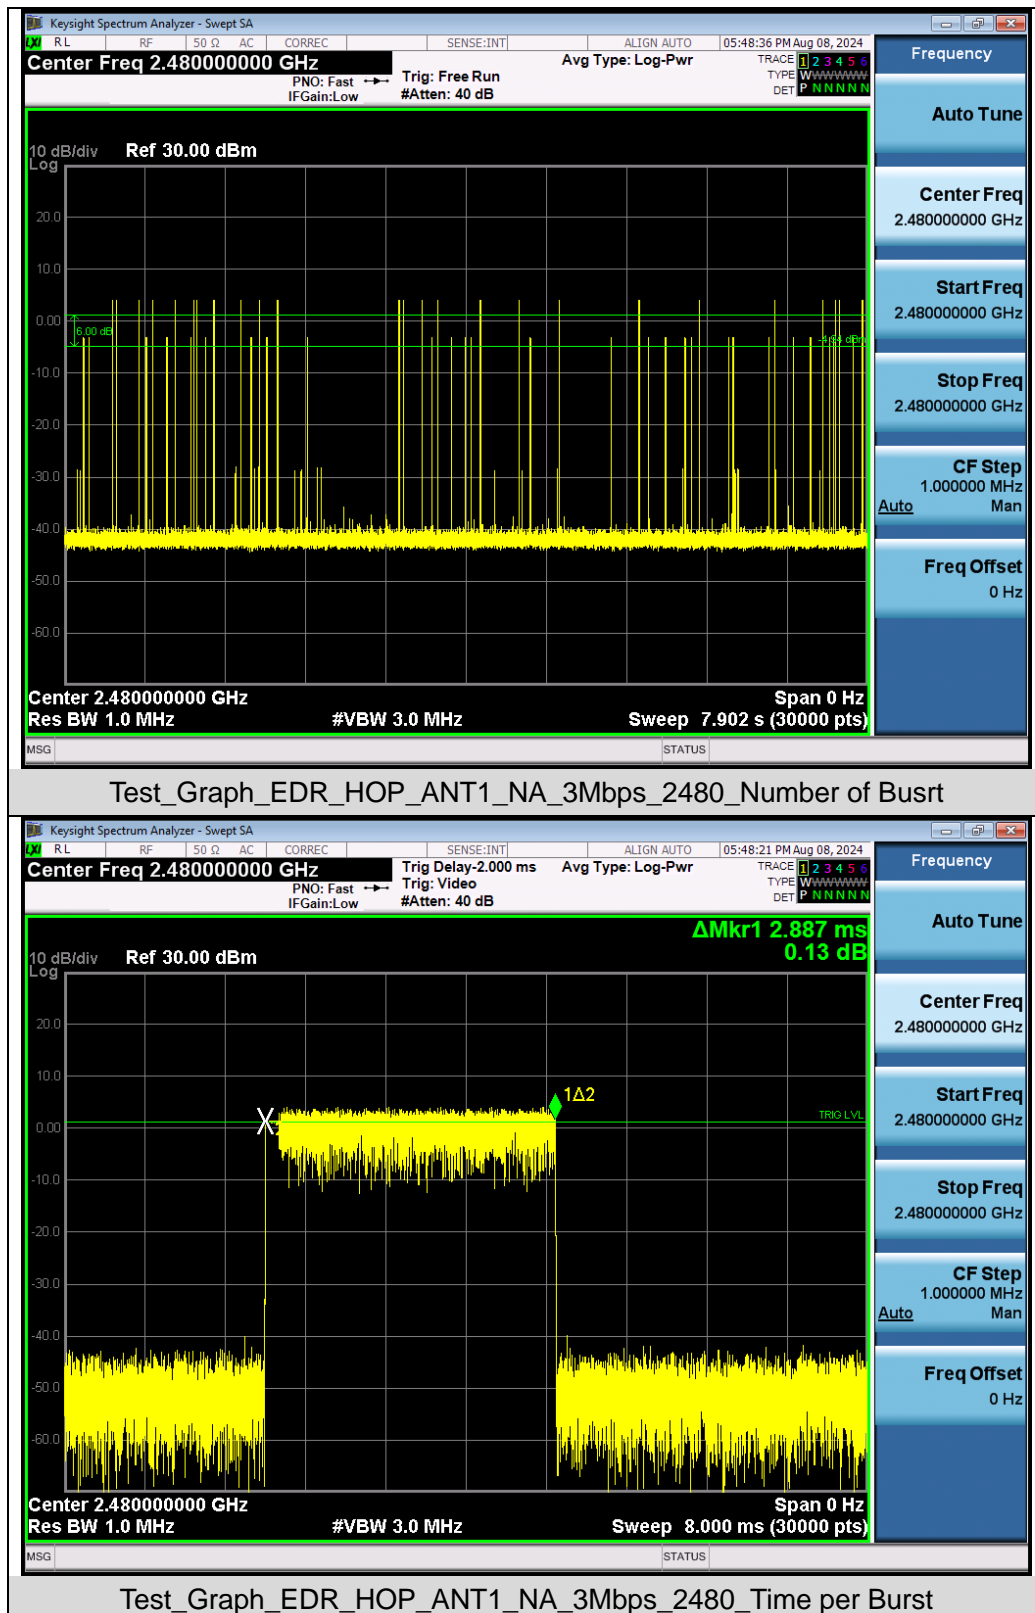 Keysight Spectrum Analyzer - Swept SA
LXI RL RF 50 Ω AC CORREC SENSE:INT ALIGN AUTO 05:48:36 PM Aug 08, 2024
Center Freq 2.480000000 GHz Avg Type: Log-Pwr TRACE 1 2 3 4 5 6
PNO: Fast Trig: Free Run TYPE WWWWWW
IFGain:Low #Atten: 40 dB DET P N N N N N
Frequency
Auto Tune
10 dB/div Ref 30.00 dBm
Log
Center Freq
2.480000000 GHz
20.0
10.0
Start Freq
2.480000000 GHz
0.00
6.00 dB
-10.0
Stop Freq
2.480000000 GHz
-20.0
-30.0
CF Step
1.000000 MHz
Auto Man
-40.0
Freq Offset
0 Hz
-50.0
-60.0
Center 2.480000000 GHz Span 0 Hz
Res BW 1.0 MHz #VBW 3.0 MHz Sweep 7.902 s (30000 pts)
MSG STATUS
Test_Graph_EDR_HOP_ANT1_NA_3Mbps_2480_Number of Busrt
Keysight Spectrum Analyzer - Swept SA
LXI RL RF 50 Ω AC CORREC SENSE:INT ALIGN AUTO 05:48:21 PM Aug 08, 2024
Center Freq 2.480000000 GHz Trig Delay-2.000 ms Avg Type: Log-Pwr TRACE 1 2 3 4 5 6
PNO: Fast Trig: Video TYPE WWWWWW
IFGain:Low #Atten: 40 dB DET P N N N N N
Frequency
Auto Tune
ΔMkr1 2.887 ms
0.13 dB
10 dB/div Ref 30.00 dBm
Log
Center Freq
2.480000000 GHz
20.0
10.0
Start Freq
2.480000000 GHz
1Δ2
TRIG LVL
0.00
-10.0
Stop Freq
2.480000000 GHz
-20.0
-30.0
CF Step
1.000000 MHz
Auto Man
-40.0
Freq Offset
0 Hz
-50.0
-60.0
Center 2.480000000 GHz Span 0 Hz
Res BW 1.0 MHz #VBW 3.0 MHz Sweep 8.000 ms (30000 pts)
MSG STATUS
Test_Graph_EDR_HOP_ANT1_NA_3Mbps_2480_Time per Burst